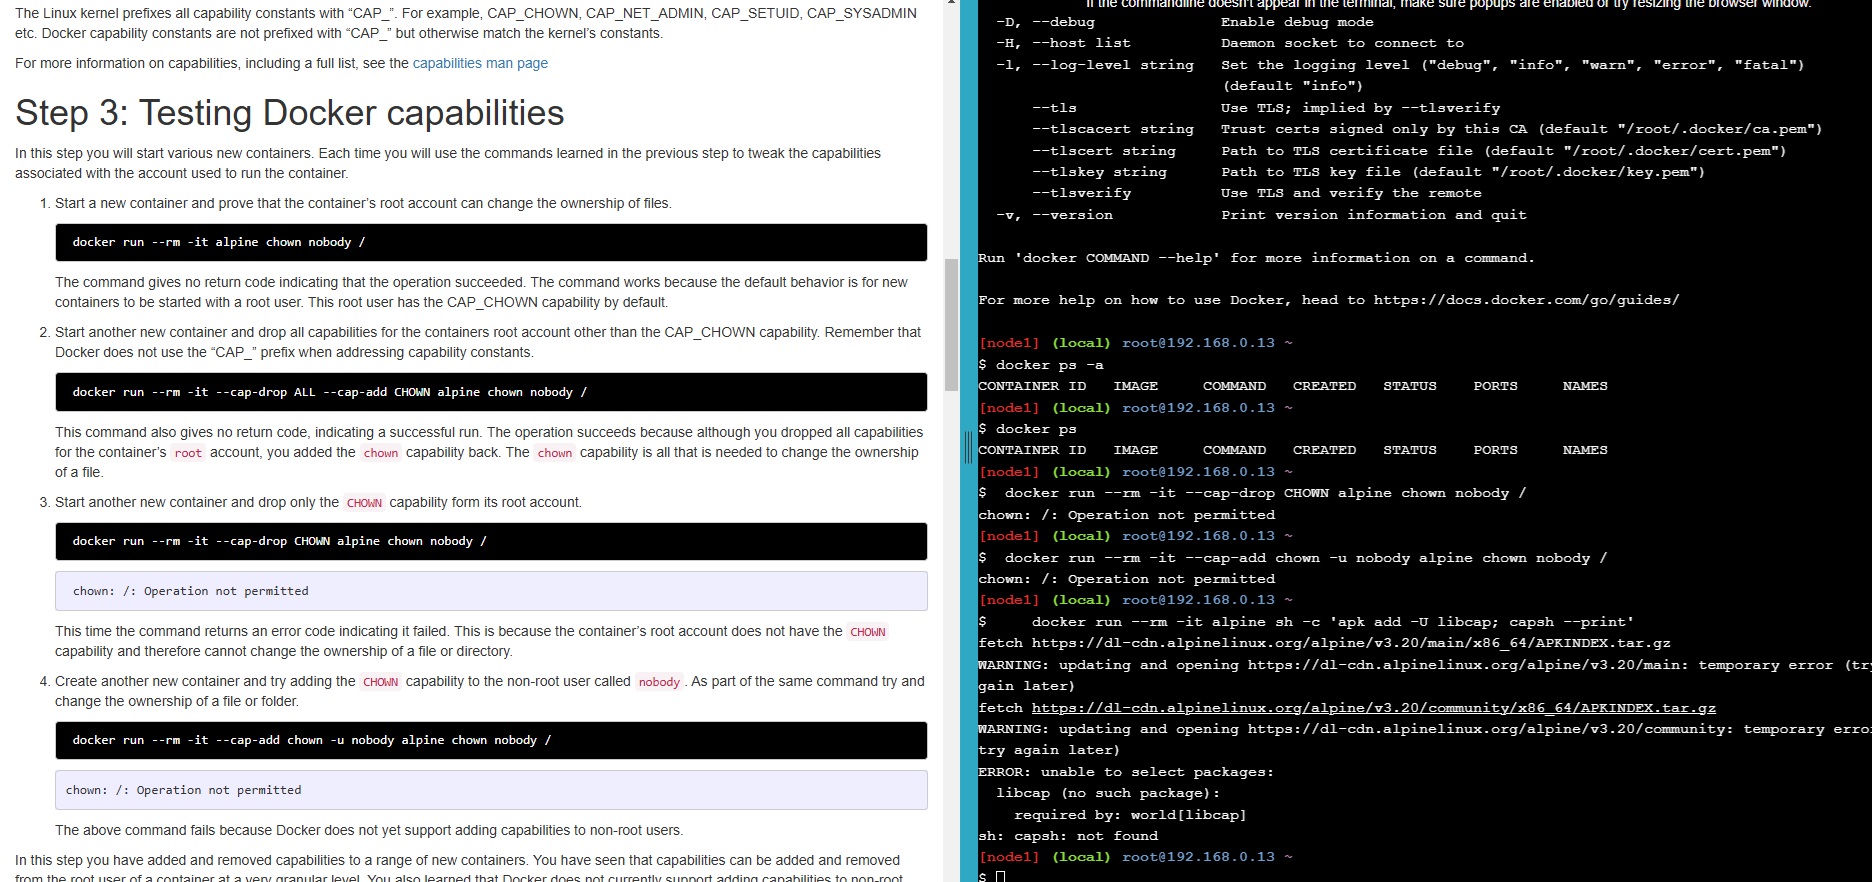 The Linux kernel prefixes all capability constants with “CAP_”. For example, CAP_CHOWN, CAP_NET_ADMIN, CAP_SETUID, CAP_SYSADMIN
etc. Docker capability constants are not prefixed with “CAP_” but otherwise match the kernel’s constants.
For more information on capabilities, including a full list, see the capabilities man page
Step 3: Testing Docker capabilities
In this step you will start various new containers. Each time you will use the commands learned in the previous step to tweak the capabilities
associated with the account used to run the container.
1. Start a new container and prove that the container’s root account can change the ownership of files.
docker run --rm -it alpine chown nobody /
The command gives no return code indicating that the operation succeeded. The command works because the default behavior is for new
containers to be started with a root user. This root user has the CAP_CHOWN capability by default.
2. Start another new container and drop all capabilities for the containers root account other than the CAP_CHOWN capability. Remember that
Docker does not use the “CAP_” prefix when addressing capability constants.
docker run --rm -it --cap-drop ALL --cap-add CHOWN alpine chown nobody /
This command also gives no return code, indicating a successful run. The operation succeeds because although you dropped all capabilities
for the container’s root account, you added the chown capability back. The chown capability is all that is needed to change the ownership
of a file.
3. Start another new container and drop only the CHOWN capability form its root account.
docker run --rm -it --cap-drop CHOWN alpine chown nobody /
chown: /: Operation not permitted
This time the command returns an error code indicating it failed. This is because the container’s root account does not have the CHOWN
capability and therefore cannot change the ownership of a file or directory.
4. Create another new container and try adding the CHOWN capability to the non-root user called nobody. As part of the same command try and
change the ownership of a file or folder.
docker run --rm -it --cap-add chown -u nobody alpine chown nobody /
chown: /: Operation not permitted
The above command fails because Docker does not yet support adding capabilities to non-root users.
In this step you have added and removed capabilities to a range of new containers. You have seen that capabilities can be added and removed
from the root user of a container at a very granular level. You also learned that Docker does not currently support adding capabilities to non-root
If the commandline doesn't appear in the terminal, make sure popups are enabled or try resizing the browser window.
-D, --debug Enable debug mode
-H, --host list Daemon socket to connect to
-l, --log-level string Set the logging level ("debug", "info", "warn", "error", "fatal")
(default "info")
--tls Use TLS; implied by --tlsverify
--tlscacert string Trust certs signed only by this CA (default "/root/.docker/ca.pem")
--tlscert string Path to TLS certificate file (default "/root/.docker/cert.pem")
--tlskey string Path to TLS key file (default "/root/.docker/key.pem")
--tlsverify Use TLS and verify the remote
-v, --version Print version information and quit
Run 'docker COMMAND --help' for more information on a command.
For more help on how to use Docker, head to https://docs.docker.com/go/guides/
[node1] (local) root@192.168.0.13 ~
$ docker ps -a
CONTAINER ID IMAGE COMMAND CREATED STATUS PORTS NAMES
[node1] (local) root@192.168.0.13 ~
$ docker ps
CONTAINER ID IMAGE COMMAND CREATED STATUS PORTS NAMES
[node1] (local) root@192.168.0.13 ~
$ docker run --rm -it --cap-drop CHOWN alpine chown nobody /
chown: /: Operation not permitted
[node1] (local) root@192.168.0.13 ~
$ docker run --rm -it --cap-add chown -u nobody alpine chown nobody /
chown: /: Operation not permitted
[node1] (local) root@192.168.0.13 ~
$ docker run --rm -it alpine sh -c 'apk add -U libcap; capsh --print'
fetch https://dl-cdn.alpinelinux.org/alpine/v3.20/main/x86_64/APKINDEX.tar.gz
WARNING: updating and opening https://dl-cdn.alpinelinux.org/alpine/v3.20/main: temporary error (try
gain later)
fetch https://dl-cdn.alpinelinux.org/alpine/v3.20/community/x86_64/APKINDEX.tar.gz
WARNING: updating and opening https://dl-cdn.alpinelinux.org/alpine/v3.20/community: temporary erro
try again later)
ERROR: unable to select packages:
libcap (no such package):
required by: world[libcap]
sh: capsh: not found
[node1] (local) root@192.168.0.13 ~
$